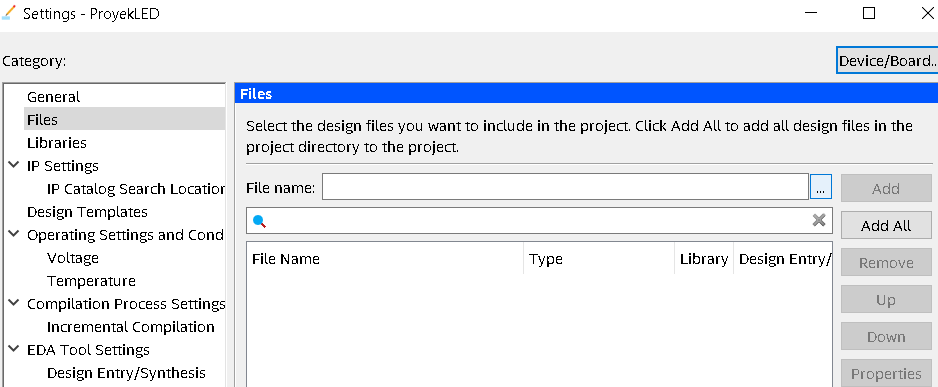 Settings - ProyekLED
Category:
Device/Board..
General
Files
Libraries
IP Settings
IP Catalog Search Location
Design Templates
Operating Settings and Cond
Voltage
Temperature
Compilation Process Settings
Incremental Compilation
EDA Tool Settings
Design Entry/Synthesis
Files
Select the design files you want to include in the project. Click Add All to add all design files in the
project directory to the project.
File name:
...
Add
Add All
File Name Type Library Design Entry/
Remove
Up
Down
Properties